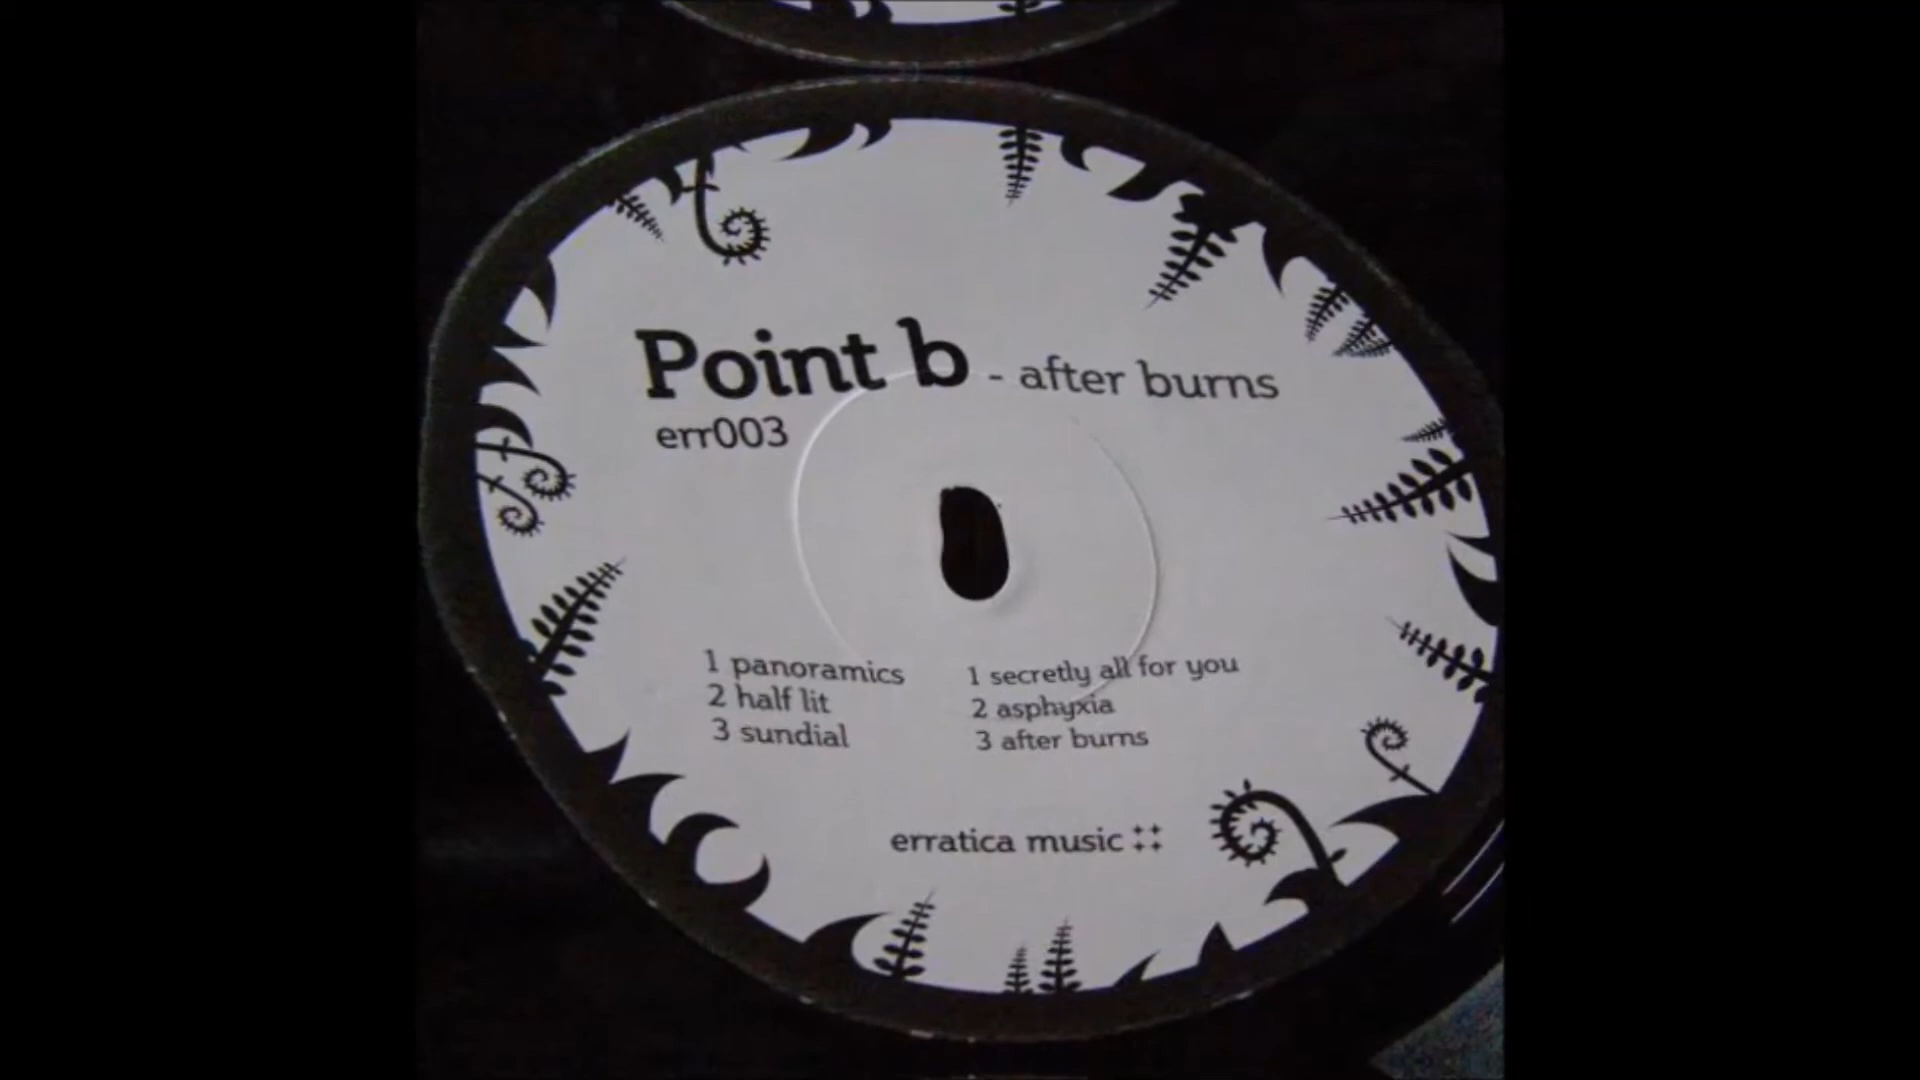 Point b - after burns
err003
1 panoramics
2 half lit
3 sundial
1 secretly all for you
2 asphyxia
3 after burns
erratica music